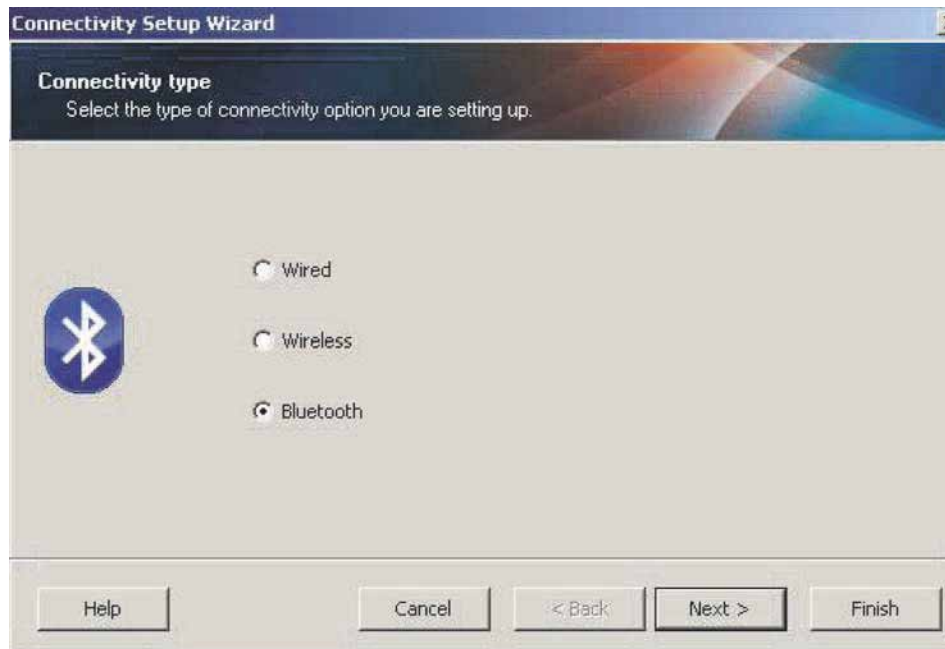 Connectivity Setup Wizard
Connectivity type
Select the type of connectivity option you are setting up.
Wired
Wireless
Bluetooth
Help Cancel < Back Next > Finish